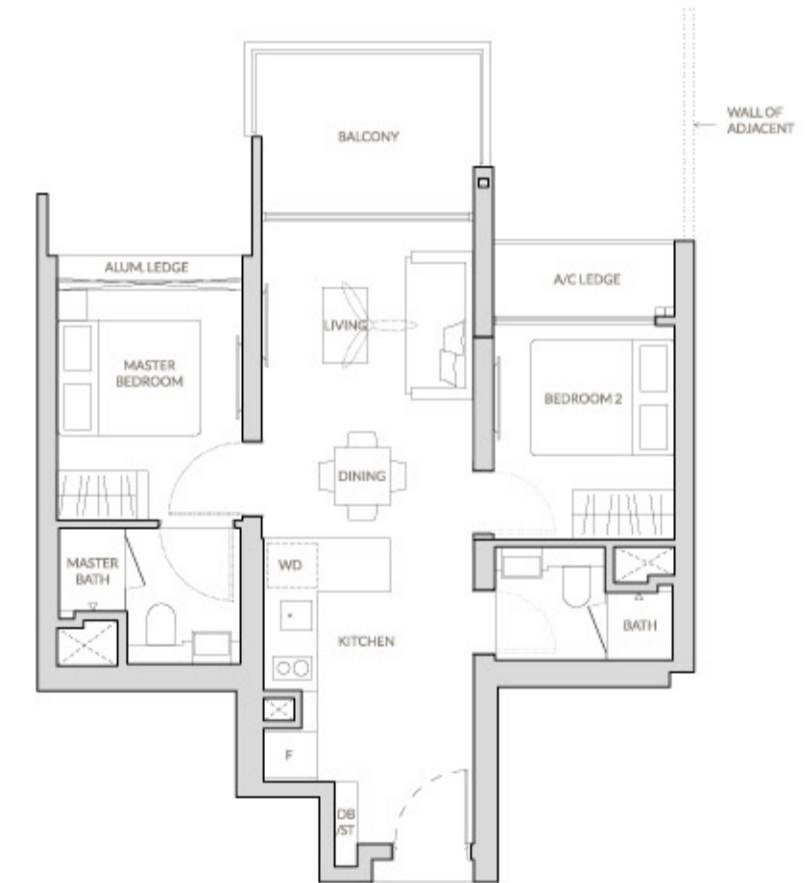 WALL OF
ADJACENT
BALCONY
ALUM. LEDGE
A/C LEDGE
LIVING
MASTER
BEDROOM
BEDROOM 2
DINING
MASTER
BATH
WD
KITCHEN
BATH
F
DB
/ST